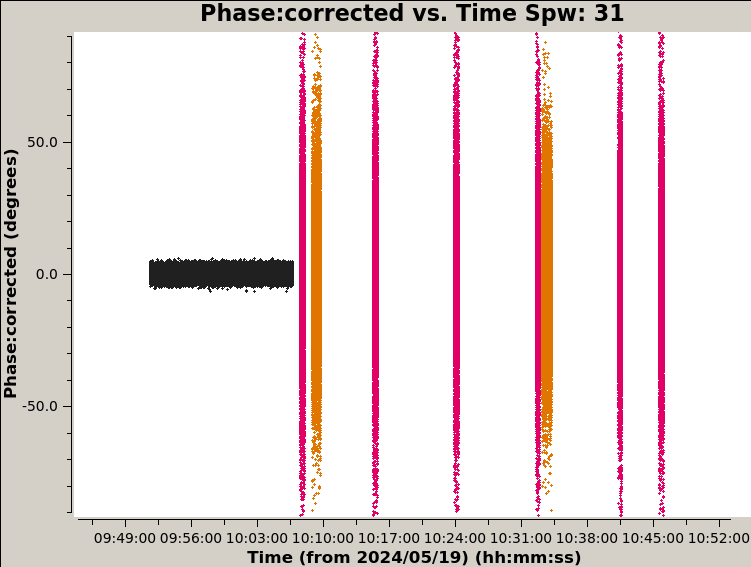 Phase:corrected vs. Time Spw: 31
Phase:corrected (degrees)
50.0
0.0
-50.0
09:49:00 09:56:00 10:03:00 10:10:00 10:17:00 10:24:00 10:31:00 10:38:00 10:45:00 10:52:00
Time (from 2024/05/19) (hh:mm:ss)